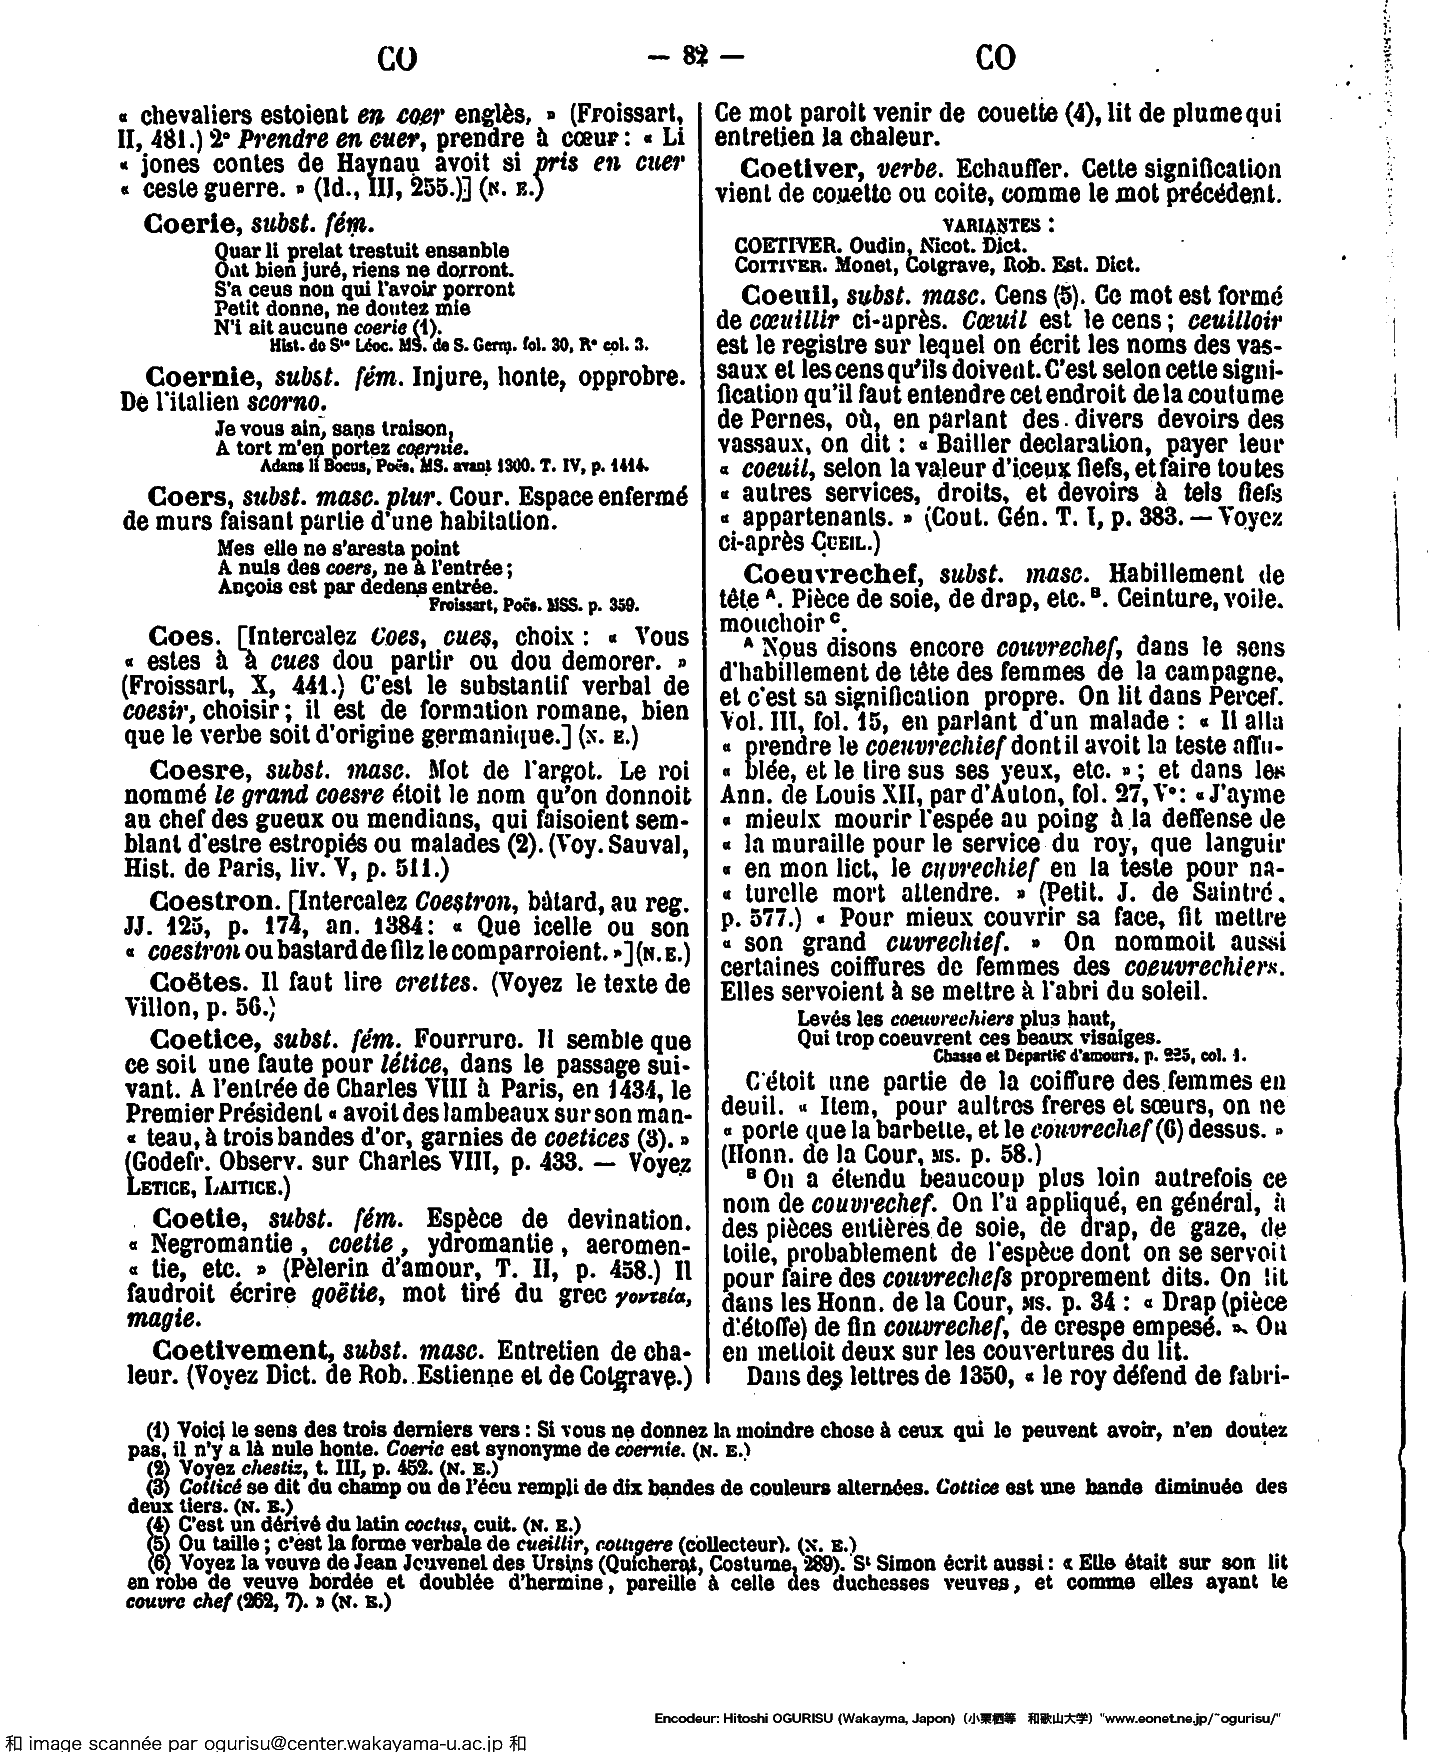 CO
— 82 —
CO
« chevaliers estoient en coer englès, » (Froissart,
II, 481.) 2° Prendre en cuer, prendre à cœur : « Li
« jones contes de Haynau avoit si pris en cuer
« ceste guerre. » (Id., III, 255.)] (N. E.)
Coerie, subst. fém.
Quar li prelat trestuit ensanble
Ont bien juré, riens ne dorront.
S'a ceus non qui l'avoir porront
Petit donne, ne doutez mie
N'i ait aucune coerie (1).
Hist. de Ste Léoc. MS. de S. Germ. fol. 30, R° col. 3.
Coernie, subst. fém. Injure, honte, opprobre.
De l'italien scorno.
Je vous ain, sans traison,
A tort m'en portez coernie.
Adans li Bocus, Poës. MS. avant 1300. T. IV, p. 1414.
Coers, subst. masc. plur. Cour. Espace enfermé
de murs faisant partie d'une habitation.
Mes elle ne s'aresta point
A nuls des coers, ne à l'entrée ;
Ançois est par dedens entrée.
Froissart, Poës. MSS. p. 359.
Coes. [Intercalez Coes, cues, choix : « Vous
« estes à à cues dou partir ou dou demorer. »
(Froissart, X, 441.) C'est le substantif verbal de
coesir, choisir ; il est de formation romane, bien
que le verbe soit d'origine germanique.] (N. E.)
Coesre, subst. masc. Mot de l'argot. Le roi
nommé le grand coesre étoit le nom qu'on donnoit
au chef des gueux ou mendians, qui faisoient sem-
blant d'estre estropiés ou malades (2). (Voy. Sauval,
Hist. de Paris, liv. V, p. 511.)
Coestron. [Intercalez Coestron, bâtard, au reg.
JJ. 125, p. 174, an. 1384 : « Que icelle ou son
« coestron ou bastard de filz le comparroient. »] (N. E.)
Coëtes. Il faut lire crettes. (Voyez le texte de
Villon, p. 56.)
Coetice, subst. fém. Fourrure. Il semble que
ce soit une faute pour létice, dans le passage sui-
vant. A l'entrée de Charles VIII à Paris, en 1434, le
Premier Président « avoit des lambeaux sur son man-
« teau, à trois bandes d'or, garnies de coetices (3). »
(Godefr. Observ. sur Charles VIII, p. 433. — Voyez
LETICE, LAITICE.)
Coetie, subst. fém. Espèce de devination.
« Negromantie, coetie, ydromantie, aeromen-
« tie, etc. » (Pèlerin d'amour, T. II, p. 458.) Il
faudroit écrire goëtie, mot tiré du grec γοντεία,
magie.
Coetivement, subst. masc. Entretien de cha-
leur. (Voyez Dict. de Rob. Estienne et de Cotgrave.)
Ce mot paroît venir de couette (4), lit de plume qui
entretien la chaleur.
Coetiver, verbe. Echauffer. Cette signification
vient de couette ou coite, comme le mot précédent.
VARIANTES :
COETIVER. Oudin, Nicot. Dict.
COITIVER. Monet, Cotgrave, Rob. Est. Dict.
Coeuil, subst. masc. Cens (5). Ce mot est formé
de cœuillir ci-après. Cœuil est le cens ; ceuilloir
est le registre sur lequel on écrit les noms des vas-
saux et les cens qu'ils doivent. C'est selon cette signi-
fication qu'il faut entendre cet endroit de la coutume
de Pernes, où, en parlant des divers devoirs des
vassaux, on dit : « Bailler declaration, payer leur
« coeuil, selon la valeur d'iceux fiefs, et faire toutes
« autres services, droits, et devoirs à tels fiefs
« appartenants. » (Cout. Gén. T. I, p. 383. — Voyez
ci-après CUEIL.)
Coeuvrechef, subst. masc. Habillement de
tête A. Pièce de soie, de drap, etc. B. Ceinture, voile,
mouchoir C.
A Nous disons encore couvrechef, dans le sens
d'habillement de tête des femmes de la campagne,
et c'est sa signification propre. On lit dans Percef.
Vol. III, fol. 15, en parlant d'un malade : « Il alla
« prendre le coeuvrechief dont il avoit la teste affu-
« blée, et le tire sus ses yeux, etc. » ; et dans les
Ann. de Louis XII, par d'Auton, fol. 27, V° : « J'ayme
« mieulx mourir l'espée au poing à la deffense de
« la muraille pour le service du roy, que languir
« en mon lict, le cuvrechief en la teste pour na-
« turelle mort attendre. » (Petit. J. de Saintré,
p. 577.) « Pour mieux couvrir sa face, fit mettre
« son grand cuvrechief. » On nommoit aussi
certaines coiffures de femmes des coeuvrechiers.
Elles servoient à se mettre à l'abri du soleil.
Levés les coeuvrechiers plus haut,
Qui trop coeuvrent ces beaux visaiges.
Chasse et Departie d'amours, p. 225, col. 1.
C'étoit une partie de la coiffure des femmes en
deuil. « Item, pour aultres freres et sœurs, on ne
« porte que la barbette, et le couvrechef (6) dessus. »
(Honn. de la Cour, MS. p. 58.)
B On a étendu beaucoup plus loin autrefois ce
nom de couvrechef. On l'a appliqué, en général, à
des pièces entières de soie, de drap, de gaze, de
toile, probablement de l'espèce dont on se servoit
pour faire des couvrechefs proprement dits. On lit
dans les Honn. de la Cour, MS. p. 34 : « Drap (pièce
d'étoffe) de fin couvrechef, de crespe empesé. » On
en mettoit deux sur les couvertures du lit.
Dans des lettres de 1350, « le roy défend de fabri-
(1) Voici le sens des trois derniers vers : Si vous ne donnez la moindre chose à ceux qui le peuvent avoir, n'en doutez
pas, il n'y a là nule honte. Coerie est synonyme de coernie. (N. E.)
(2) Voyez chestiz, t. III, p. 452. (N. E.)
(3) Cotticé se dit du champ ou de l'écu rempli de dix bandes de couleurs alternées. Cottice est une bande diminuée des
deux tiers. (N. E.)
(4) C'est un dérivé du latin coctus, cuit. (N. E.)
(5) Ou taille ; c'est la forme verbale de cueillir, colligere (collecteur). (N. E.)
(6) Voyez la veuve de Jean Jouvenel des Ursins (Quicherat, Costume, 289). St Simon écrit aussi : « Elle était sur son lit
en robe de veuve bordée et doublée d'hermine, pareille à celle des duchesses veuves, et comme elles ayant le
couvre chef (262, 7). » (N. E.)
Encodeur: Hitoshi OGURISU (Wakayma, Japon) (小栗栖等 和歌山大学) "www.eonet.ne.jp/~ogurisu/"
和 image scannée par ogurisu@center.wakayama-u.ac.jp 和